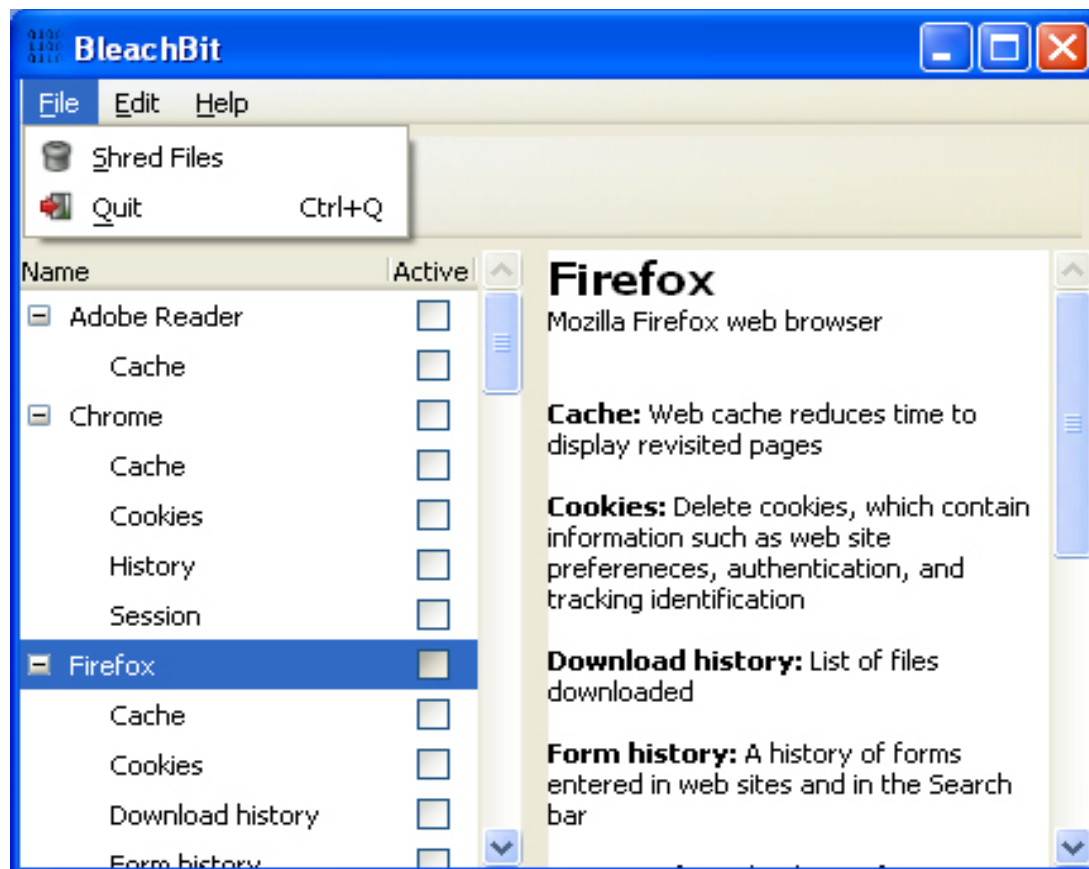 BleachBit
File Edit Help
Shred Files
Quit Ctrl+Q
Name Active
Adobe Reader
Cache
Chrome
Cache
Cookies
History
Session
Firefox
Cache
Cookies
Download history
Form history
Firefox
Mozilla Firefox web browser
Cache: Web cache reduces time to
display revisited pages
Cookies: Delete cookies, which contain
information such as web site
prefereneces, authentication, and
tracking identification
Download history: List of files
downloaded
Form history: A history of forms
entered in web sites and in the Search
bar